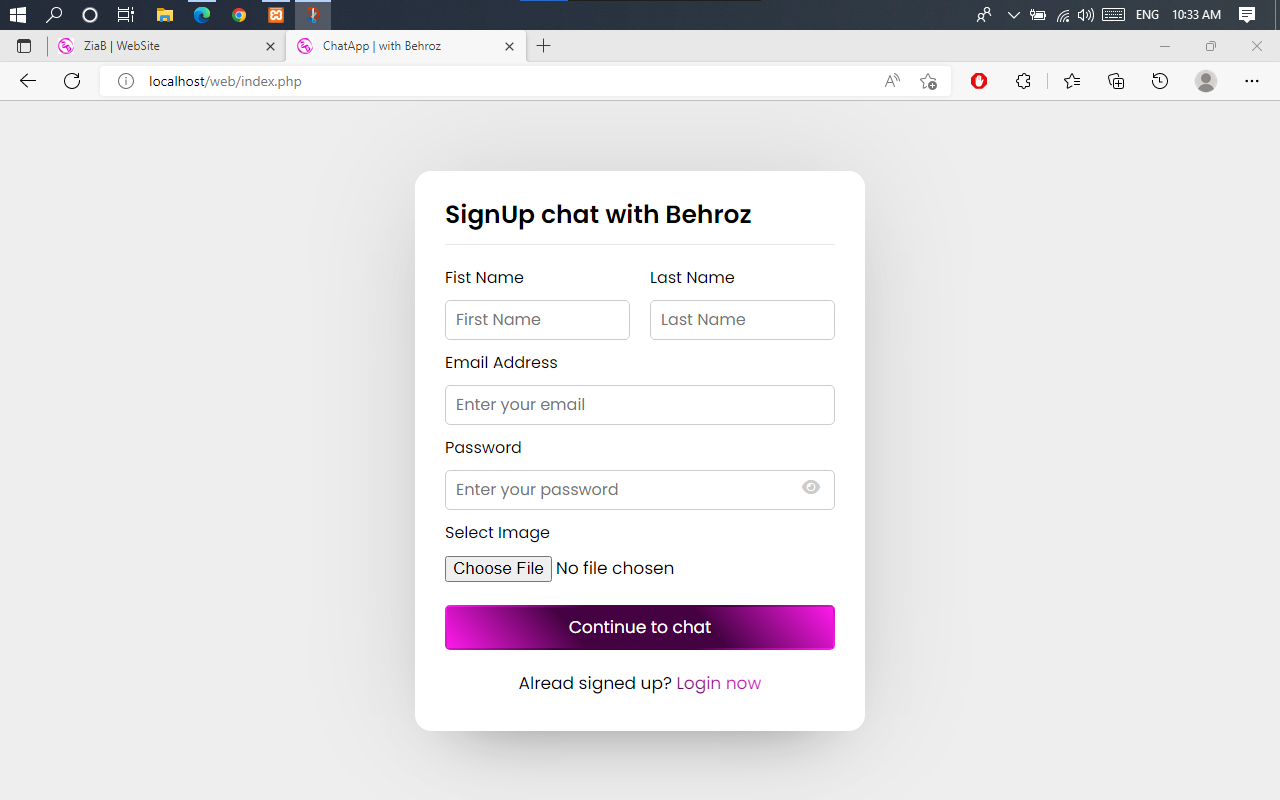 ENG 10:33 AM
ZiaB | WebSite
ChatApp | with Behroz
localhost/web/index.php
SignUp chat with Behroz
Fist Name Last Name
First Name Last Name
Email Address
Enter your email
Password
Enter your password
Select Image
Choose File No file chosen
Continue to chat
Alread signed up? Login now